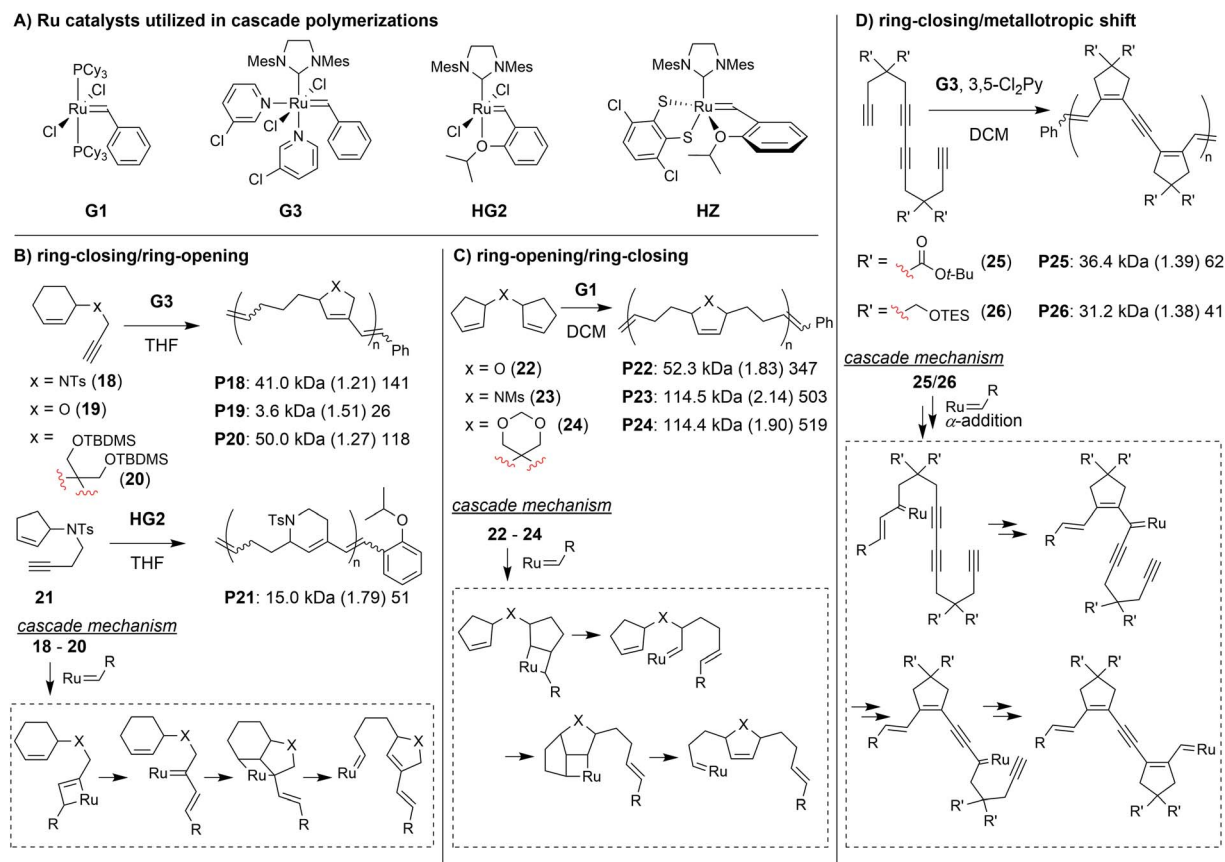 A) Ru catalysts utilized in cascade polymerizations
PCy3
Cl
Ru
Cl
PCy3
G1
Mes N N Mes
Cl
N Ru
Cl
Cl
N
Cl
G3
Mes N N Mes
Cl
Ru
Cl
O
HG2
Mes N N Mes
Cl
S Ru
S O
Cl
HZ
B) ring-closing/ring-opening
X
G3
THF
X
n
Ph
x = NTs (18)
x = O (19)
x =
OTBDMS
OTBDMS
(20)
P18: 41.0 kDa (1.21) 141
P19: 3.6 kDa (1.51) 26
P20: 50.0 kDa (1.27) 118
NTs
21
HG2
THF
Ts N
O
n
P21: 15.0 kDa (1.79) 51
cascade mechanism
18 - 20
Ru R
X
Ru
R
X
Ru
R
X
Ru
R
X
Ru
R
C) ring-opening/ring-closing
X
G1
DCM
X
n
Ph
x = O (22)
x = NMs (23)
x = O O (24)
P22: 52.3 kDa (1.83) 347
P23: 114.5 kDa (2.14) 503
P24: 114.4 kDa (1.90) 519
cascade mechanism
22 - 24
Ru R
X
Ru
R
X
Ru
R
X
Ru
R
X
Ru
R
D) ring-closing/metallotropic shift
R' R'
R' R'
G3, 3,5-Cl2Py
DCM
R' R'
Ph
n
R' R'
R' = O Ot-Bu (25)
P25: 36.4 kDa (1.39) 62
R' = OTES (26)
P26: 31.2 kDa (1.38) 41
cascade mechanism
25/26
Ru R
α-addition
R' R'
Ru
R
R' R'
R' R'
Ru
R
R' R'
R' R'
R
Ru
R' R'
R' R'
R
Ru
R' R'